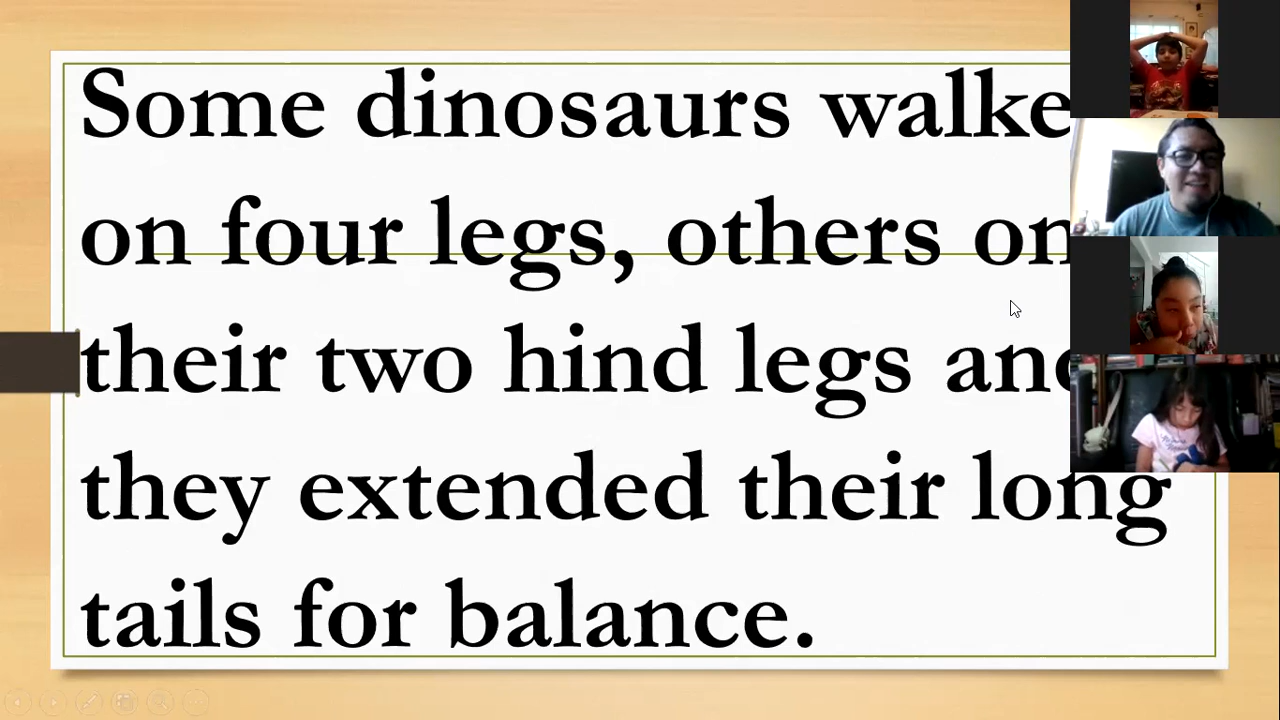 Some dinosaurs walke
on four legs, others on
their two hind legs and
they extended their long
tails for balance.